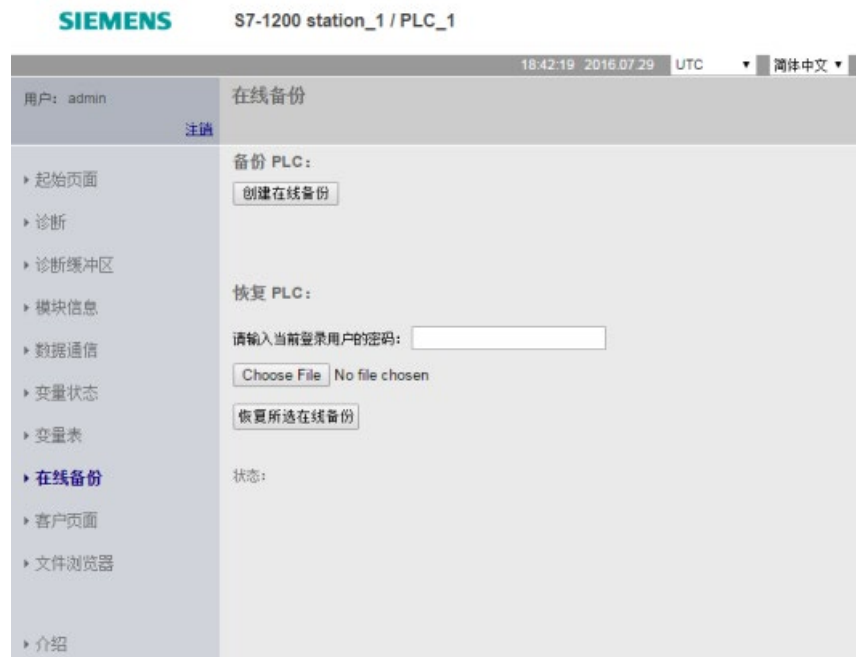 SIEMENS S7-1200 station_1 / PLC_1
18:42:19 2016.07.29 UTC 简体中文
用户: admin
注销
在线备份
起始页面
诊断
诊断缓冲区
模块信息
数据通信
变量状态
变量表
在线备份
客户页面
文件浏览器
介绍
备份 PLC:
创建在线备份
恢复 PLC:
请输入当前登录用户的密码:
Choose File No file chosen
恢复所选在线备份
状态: